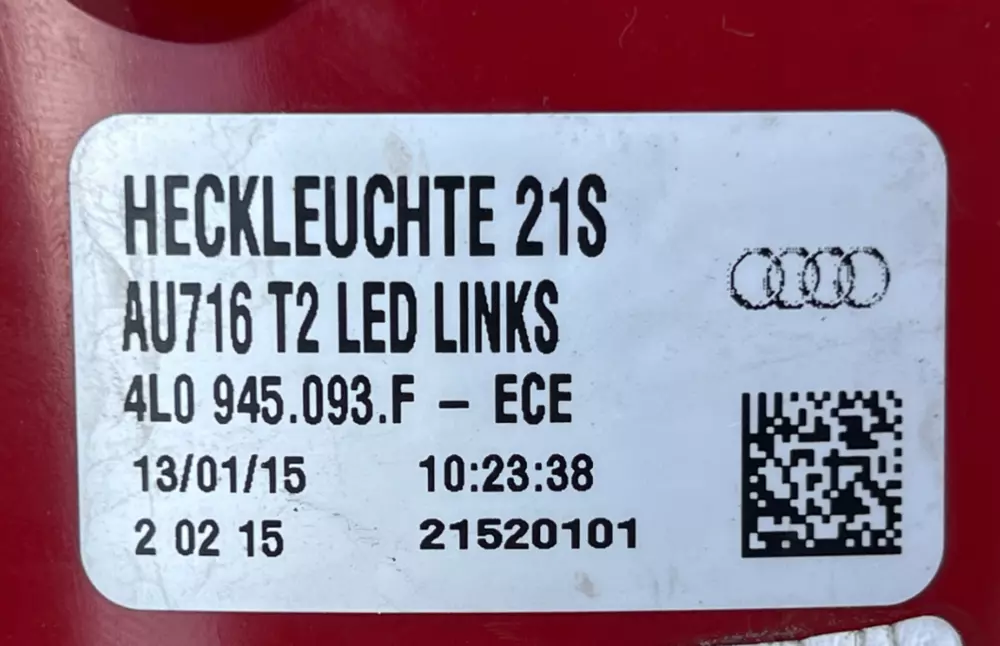 HECKLEUCHTE 21S
AU716 T2 LED LINKS
4L0 945.093.F – ECE
13/01/15 10:23:38
2 02 15 21520101